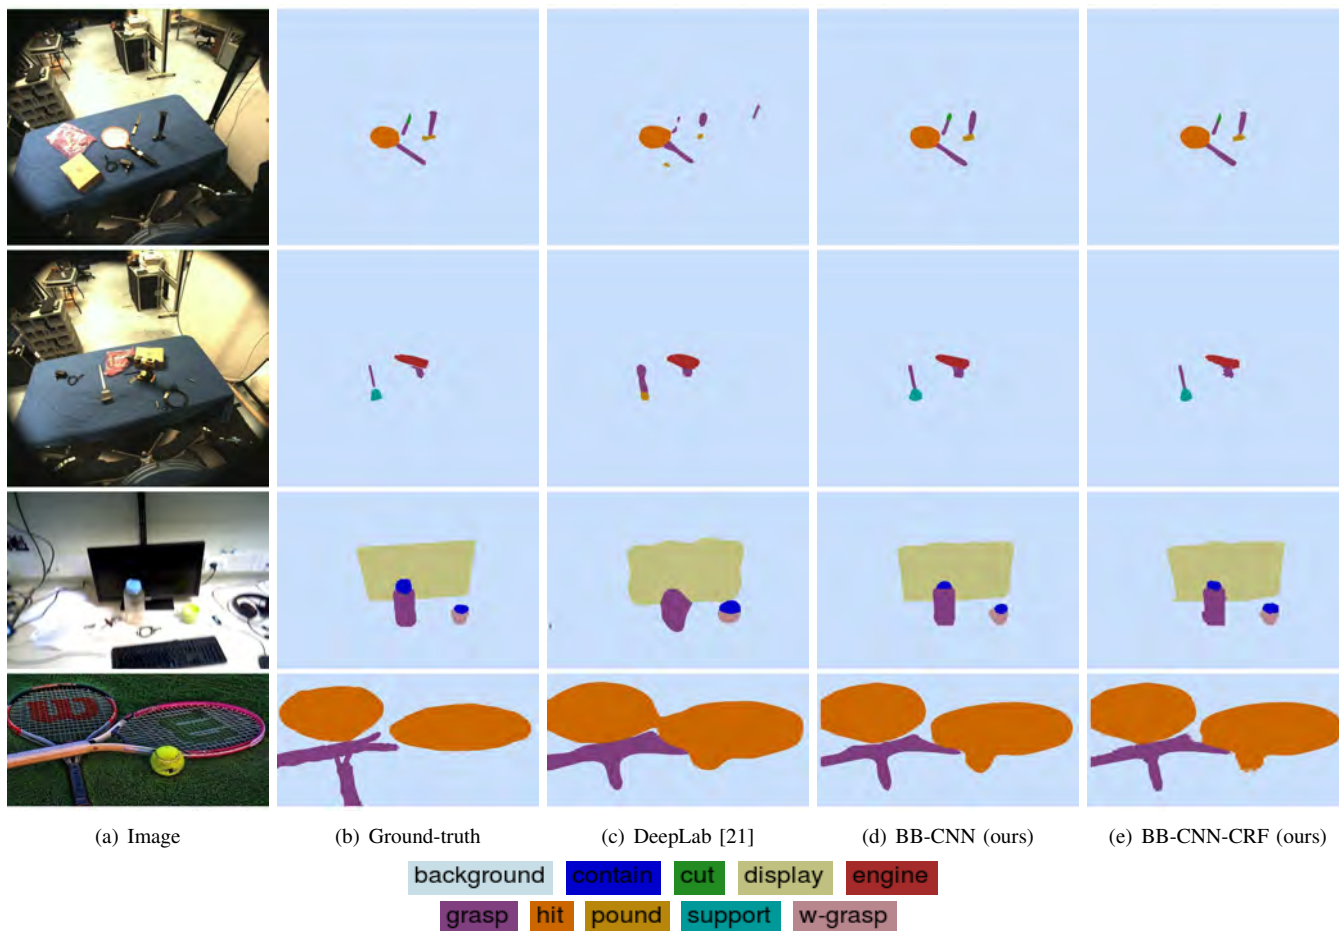 (a) Image
(b) Ground-truth
(c) DeepLab [21]
(d) BB-CNN (ours)
(e) BB-CNN-CRF (ours)
background contain cut display engine
grasp hit pound support w-grasp